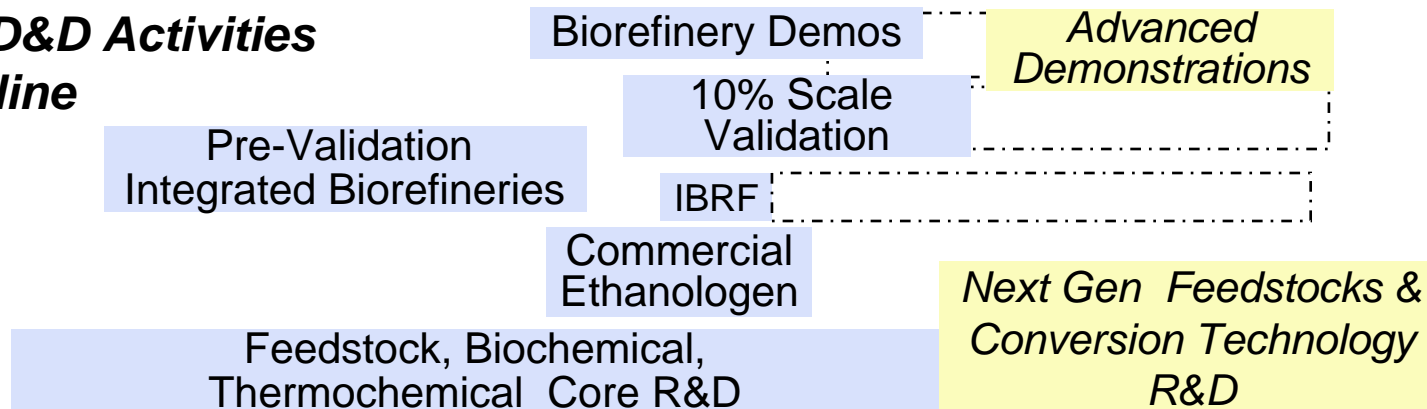 D&D Activities
line
Biorefinery Demos
Advanced
Demonstrations
10% Scale
Validation
Pre-Validation
Integrated Biorefineries
IBRF
Commercial
Ethanologen
Next Gen Feedstocks &
Conversion Technology
R&D
Feedstock, Biochemical,
Thermochemical Core R&D